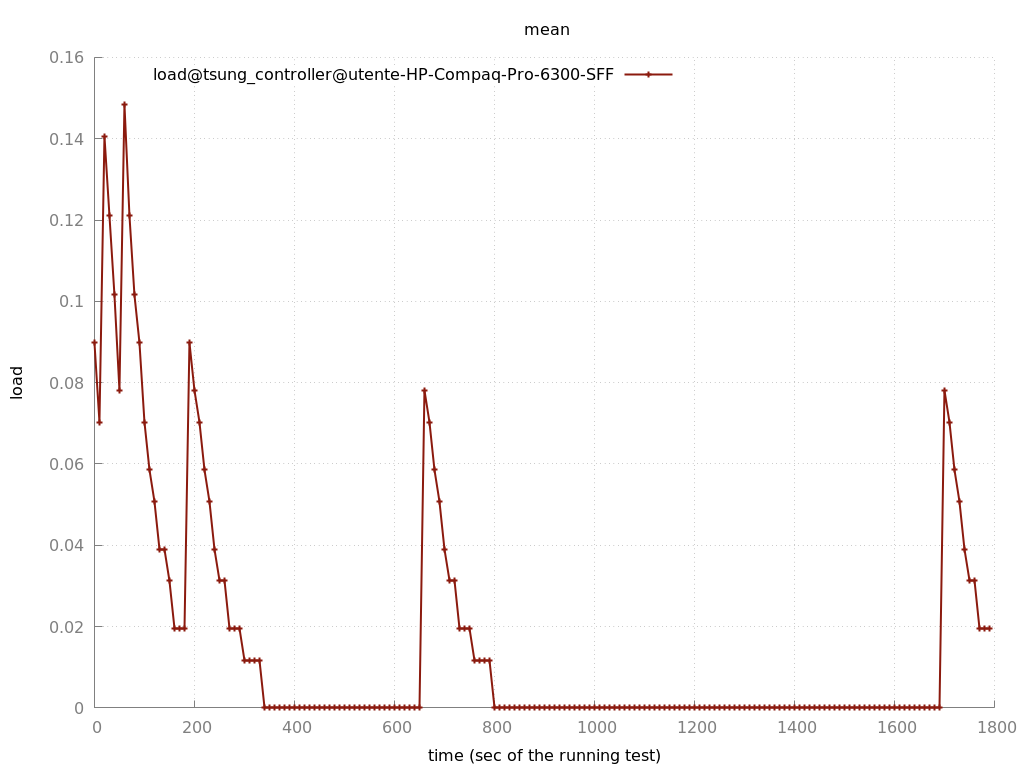 mean
0.16
load@tsung_controller@utente-HP-Compaq-Pro-6300-SFF
0.14
0.12
0.1
0.08
0.06
0.04
0.02
0
load
0 200 400 600 800 1000 1200 1400 1600 1800
time (sec of the running test)